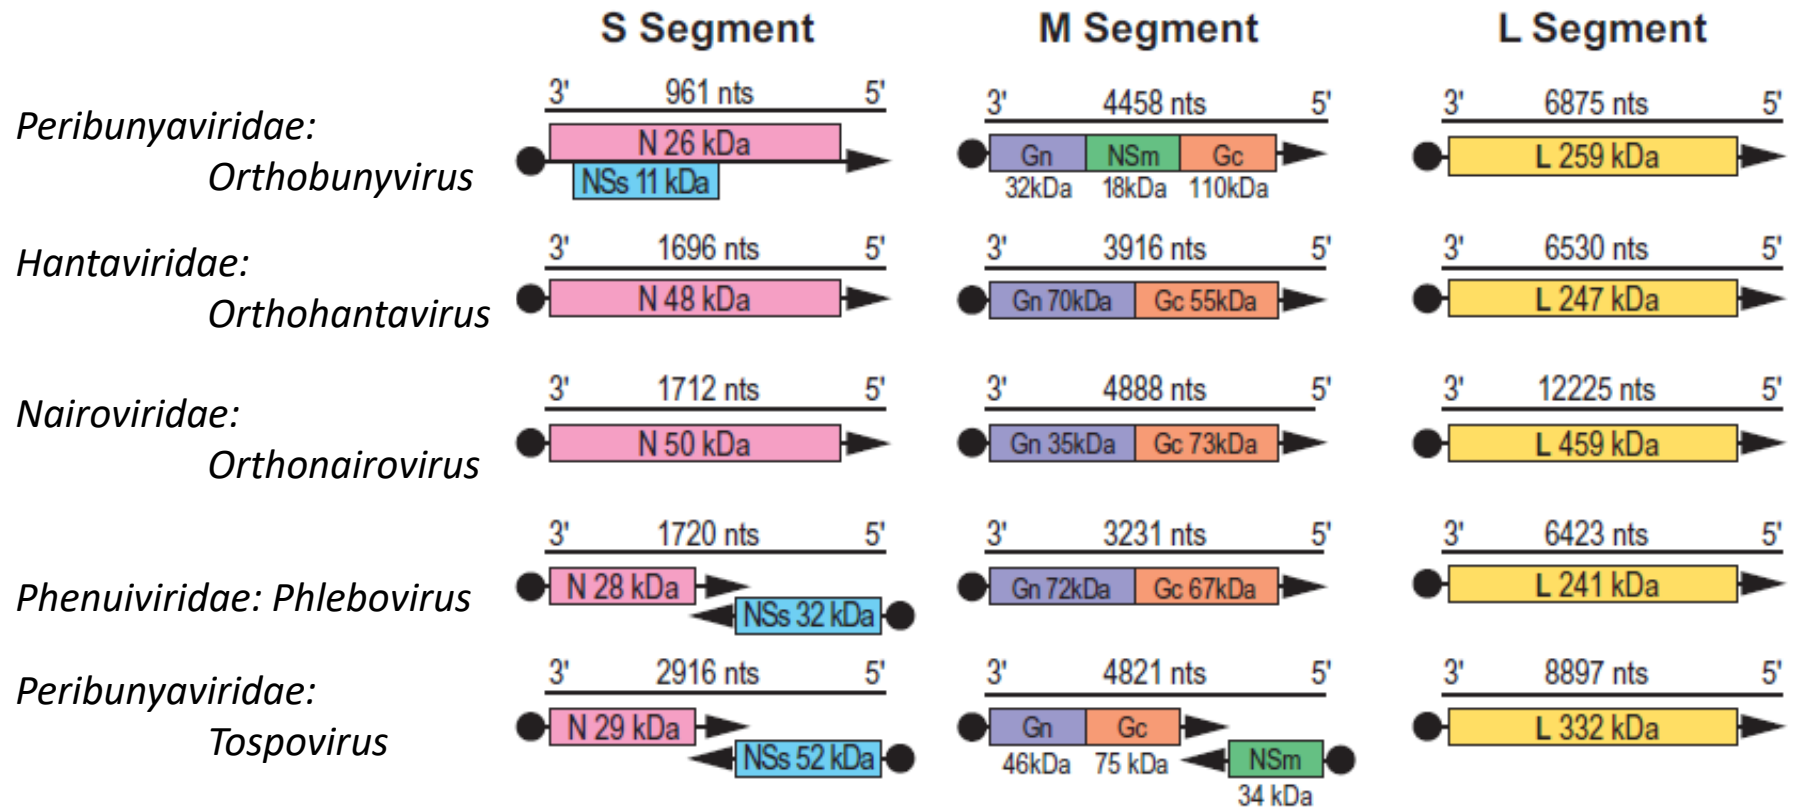 S Segment M Segment L Segment
Peribunyaviridae:
Orthobunyvirus
3' 961 nts 5'
N 26 kDa
NSs 11 kDa
3' 4458 nts 5'
Gn NSm Gc
32kDa 18kDa 110kDa
3' 6875 nts 5'
L 259 kDa
Hantaviridae:
Orthohantavirus
3' 1696 nts 5'
N 48 kDa
3' 3916 nts 5'
Gn 70kDa Gc 55kDa
3' 6530 nts 5'
L 247 kDa
Nairoviridae:
Orthonairovirus
3' 1712 nts 5'
N 50 kDa
3' 4888 nts 5'
Gn 35kDa Gc 73kDa
3' 12225 nts 5'
L 459 kDa
Phenuiviridae: Phlebovirus
3' 1720 nts 5'
N 28 kDa
NSs 32 kDa
3' 3231 nts 5'
Gn 72kDa Gc 67kDa
3' 6423 nts 5'
L 241 kDa
Peribunyaviridae:
Tospovirus
3' 2916 nts 5'
N 29 kDa
NSs 52 kDa
3' 4821 nts 5'
Gn Gc
46kDa 75 kDa
NSm
34 kDa
3' 8897 nts 5'
L 332 kDa